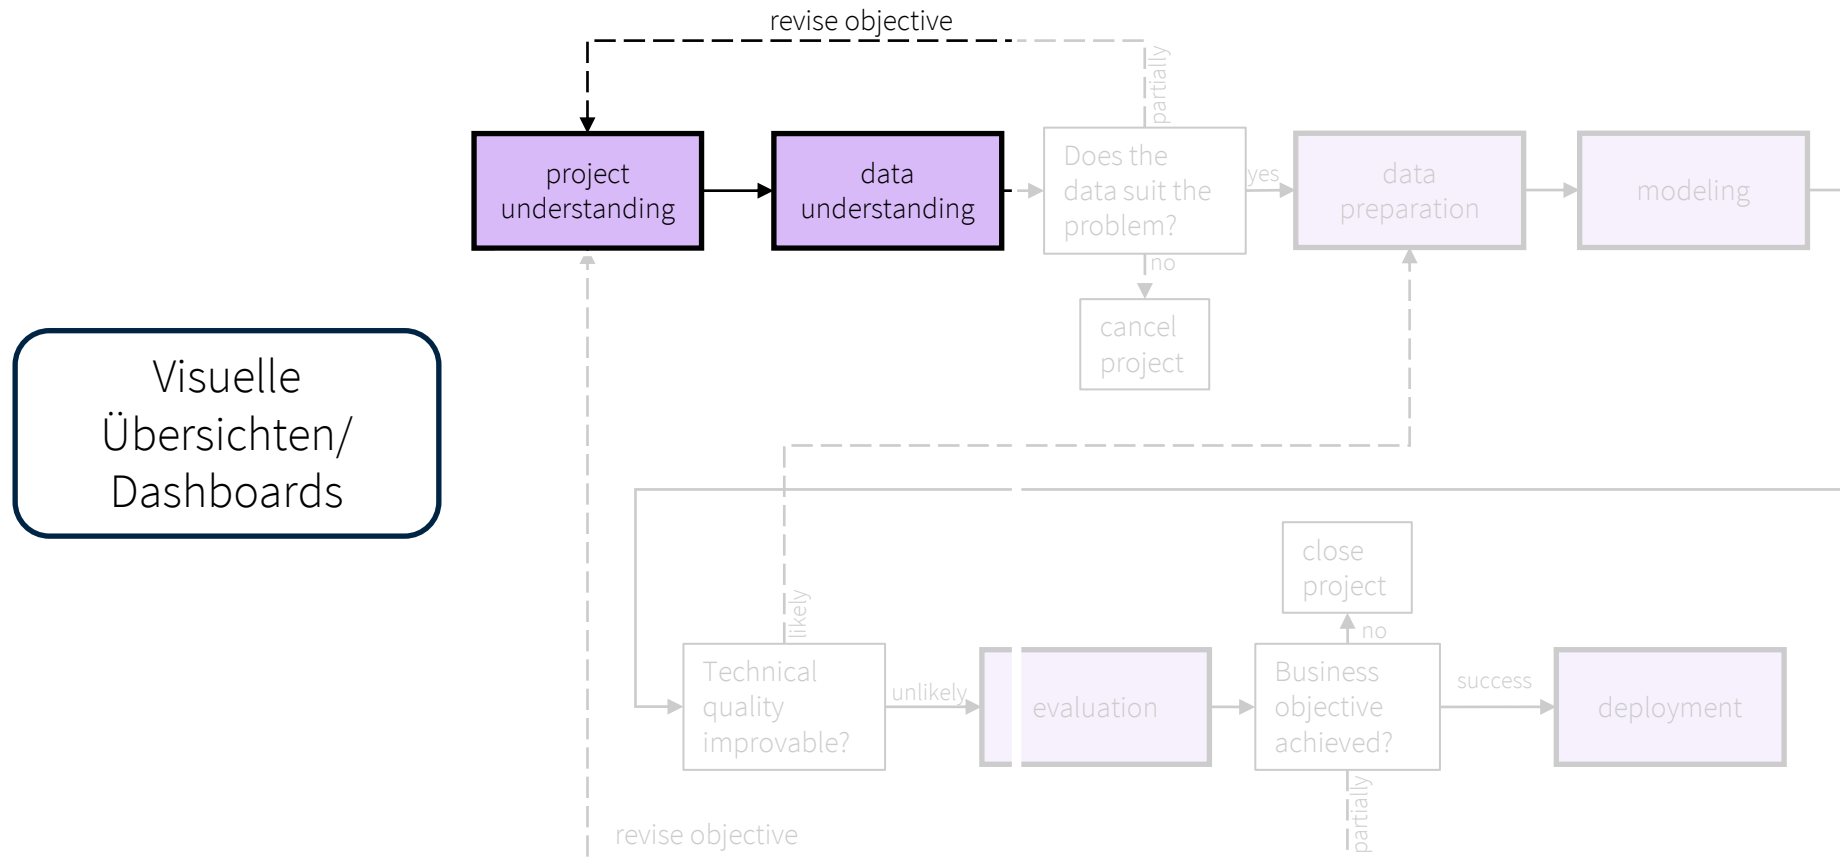 revise objective
partially
project
understanding
data
understanding
Does the
data suit the
problem?
yes
data
preparation
modeling
no
cancel
project
Visuelle
Übersichten/
Dashboards
close
project
likely
no
Technical
quality
improvable?
unlikely
evaluation
Business
objective
achieved?
success
deployment
partially
revise objective